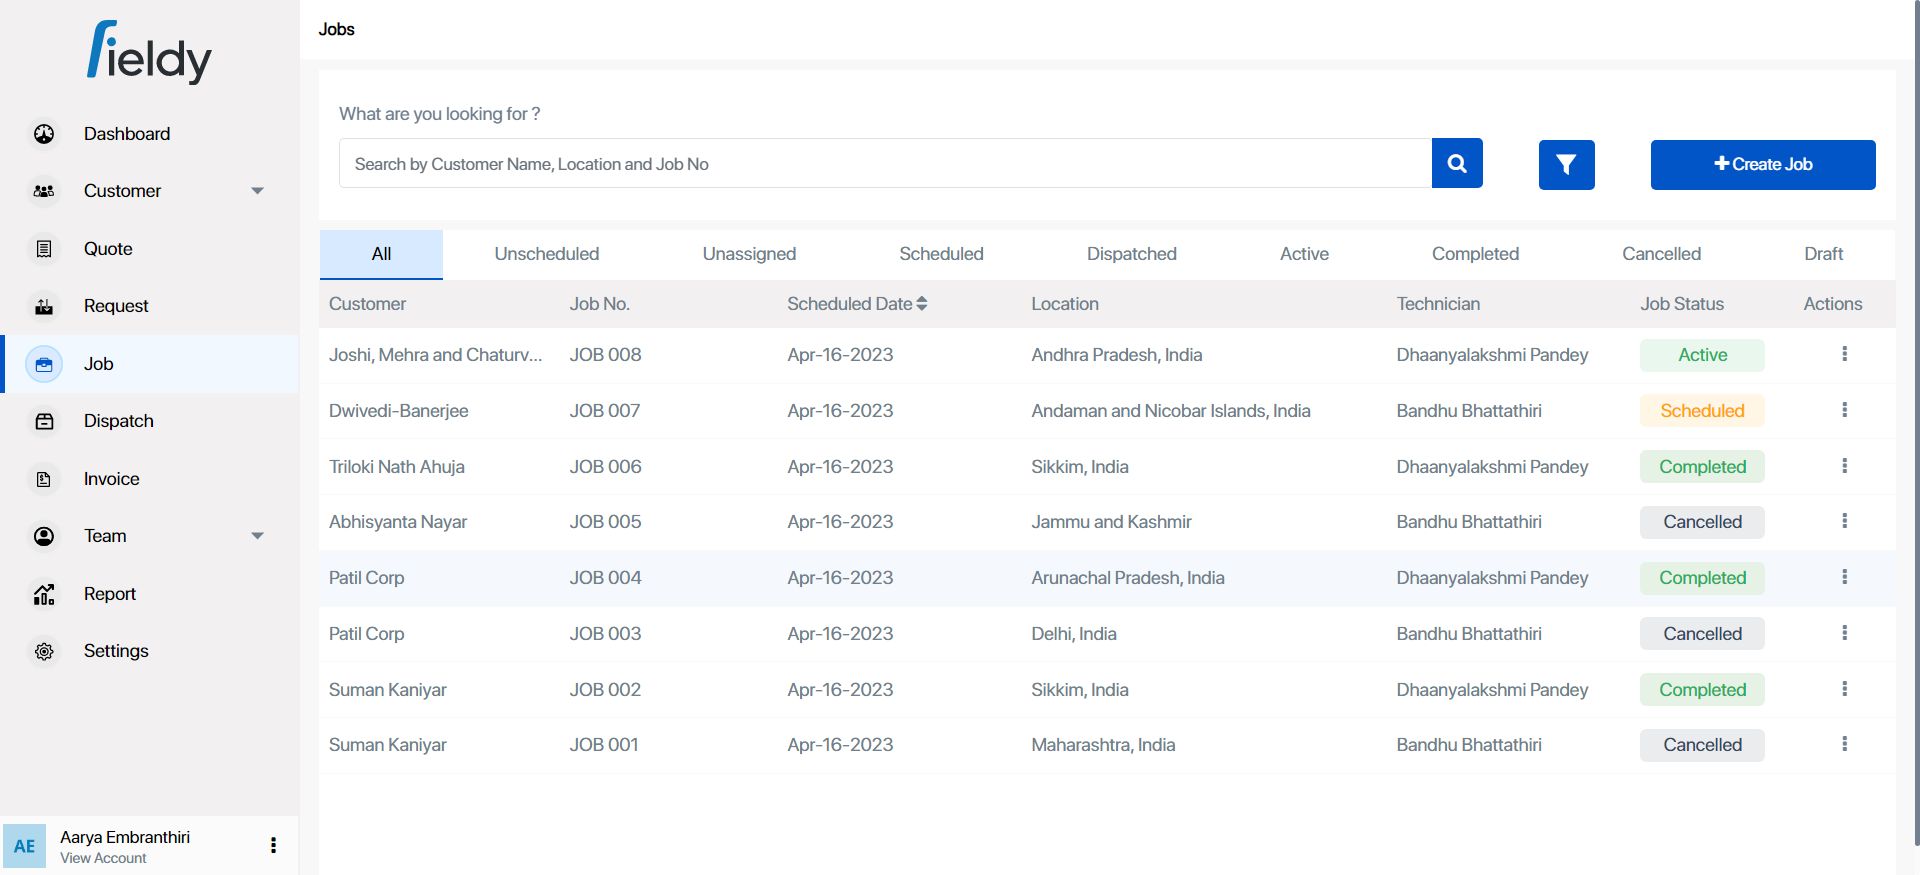 fieldy
Dashboard
Customer
Quote
Request
Job
Dispatch
Invoice
Team
Report
Settings
AE
Aarya Embranthiri
View Account
Jobs
What are you looking for ?
Search by Customer Name, Location and Job No
Create Job
All Unscheduled Unassigned Scheduled Dispatched Active Completed Cancelled Draft
Customer Job No. Scheduled Date Location Technician Job Status Actions
Joshi, Mehra and Chaturv... JOB 008 Apr-16-2023 Andhra Pradesh, India Dhaanyalakshmi Pandey Active
Dwivedi-Banerjee JOB 007 Apr-16-2023 Andaman and Nicobar Islands, India Bandhu Bhattathiri Scheduled
Triloki Nath Ahuja JOB 006 Apr-16-2023 Sikkim, India Dhaanyalakshmi Pandey Completed
Abhisyanta Nayar JOB 005 Apr-16-2023 Jammu and Kashmir Bandhu Bhattathiri Cancelled
Patil Corp JOB 004 Apr-16-2023 Arunachal Pradesh, India Dhaanyalakshmi Pandey Completed
Patil Corp JOB 003 Apr-16-2023 Delhi, India Bandhu Bhattathiri Cancelled
Suman Kaniyar JOB 002 Apr-16-2023 Sikkim, India Dhaanyalakshmi Pandey Completed
Suman Kaniyar JOB 001 Apr-16-2023 Maharashtra, India Bandhu Bhattathiri Cancelled